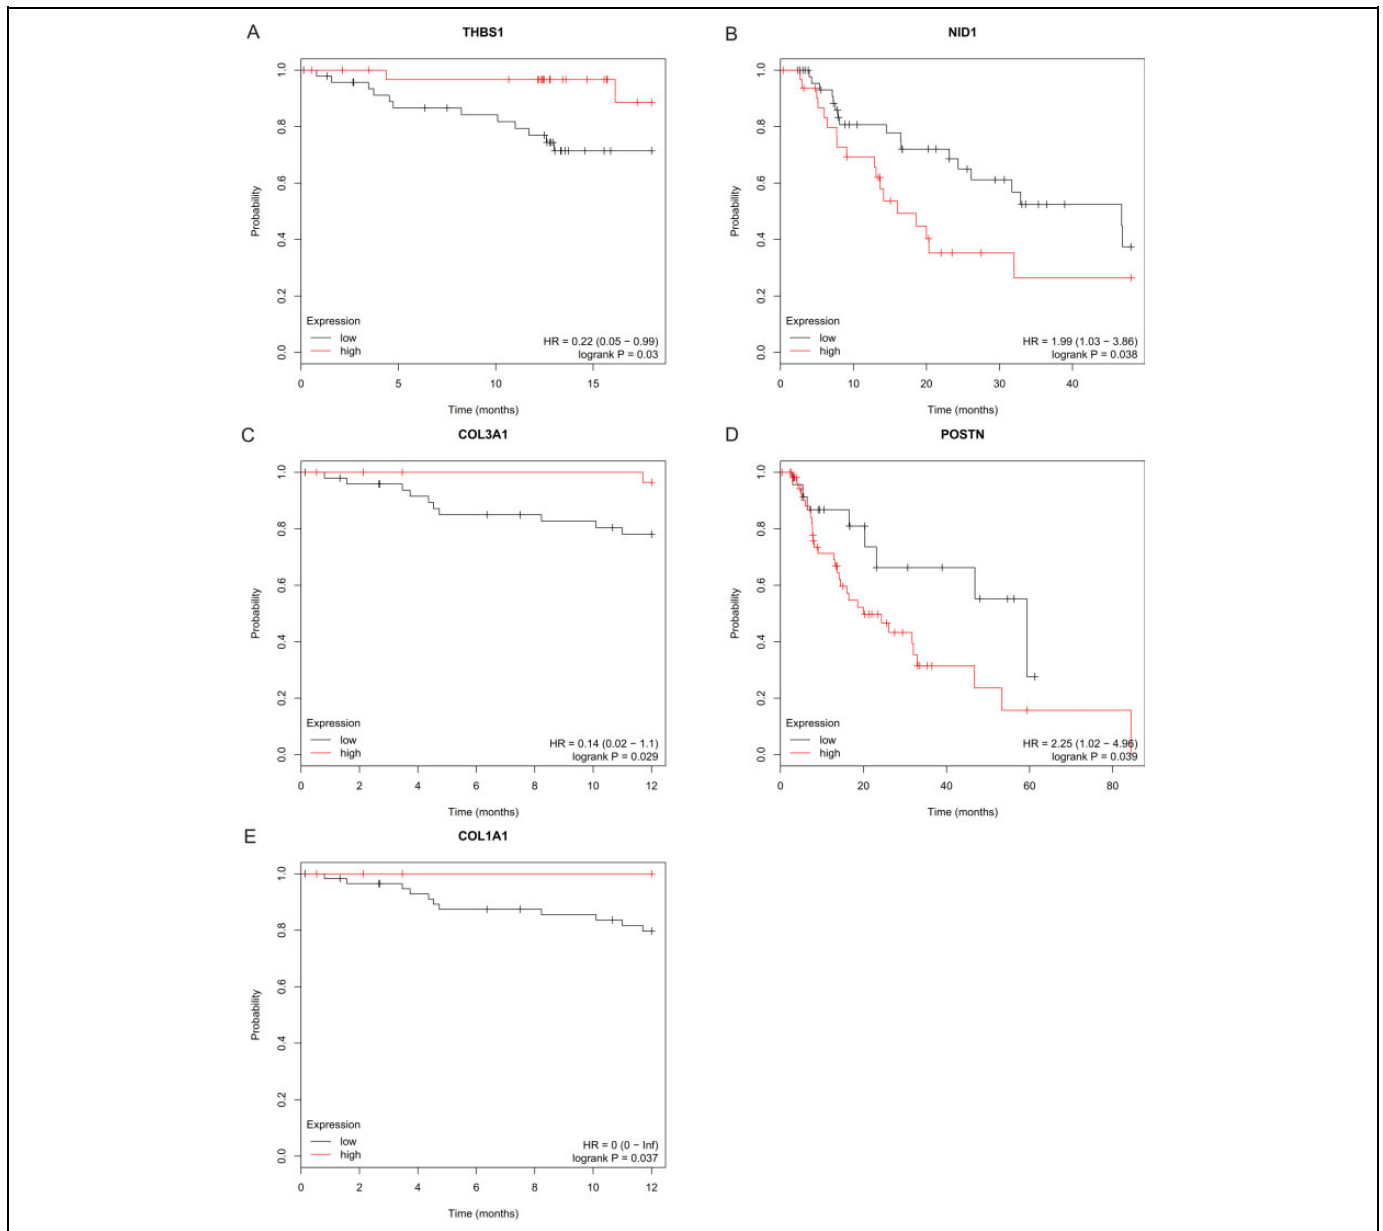 A
THBS1
1.0
0.8
0.6
0.4
0.2
0.0
Probability
Expression
low
high
HR = 0.22 (0.05 − 0.99)
logrank P = 0.03
0 5 10 15
Time (months)
B
NID1
1.0
0.8
0.6
0.4
0.2
0.0
Probability
Expression
low
high
HR = 1.99 (1.03 − 3.86)
logrank P = 0.038
0 10 20 30 40
Time (months)
C
COL3A1
1.0
0.8
0.6
0.4
0.2
0.0
Probability
Expression
low
high
HR = 0.14 (0.02 − 1.1)
logrank P = 0.029
0 2 4 6 8 10 12
Time (months)
D
POSTN
1.0
0.8
0.6
0.4
0.2
0.0
Probability
Expression
low
high
HR = 2.25 (1.02 − 4.96)
logrank P = 0.039
0 20 40 60 80
Time (months)
E
COL1A1
1.0
0.8
0.6
0.4
0.2
0.0
Probability
Expression
low
high
HR = 0 (0 − Inf)
logrank P = 0.037
0 2 4 6 8 10 12
Time (months)